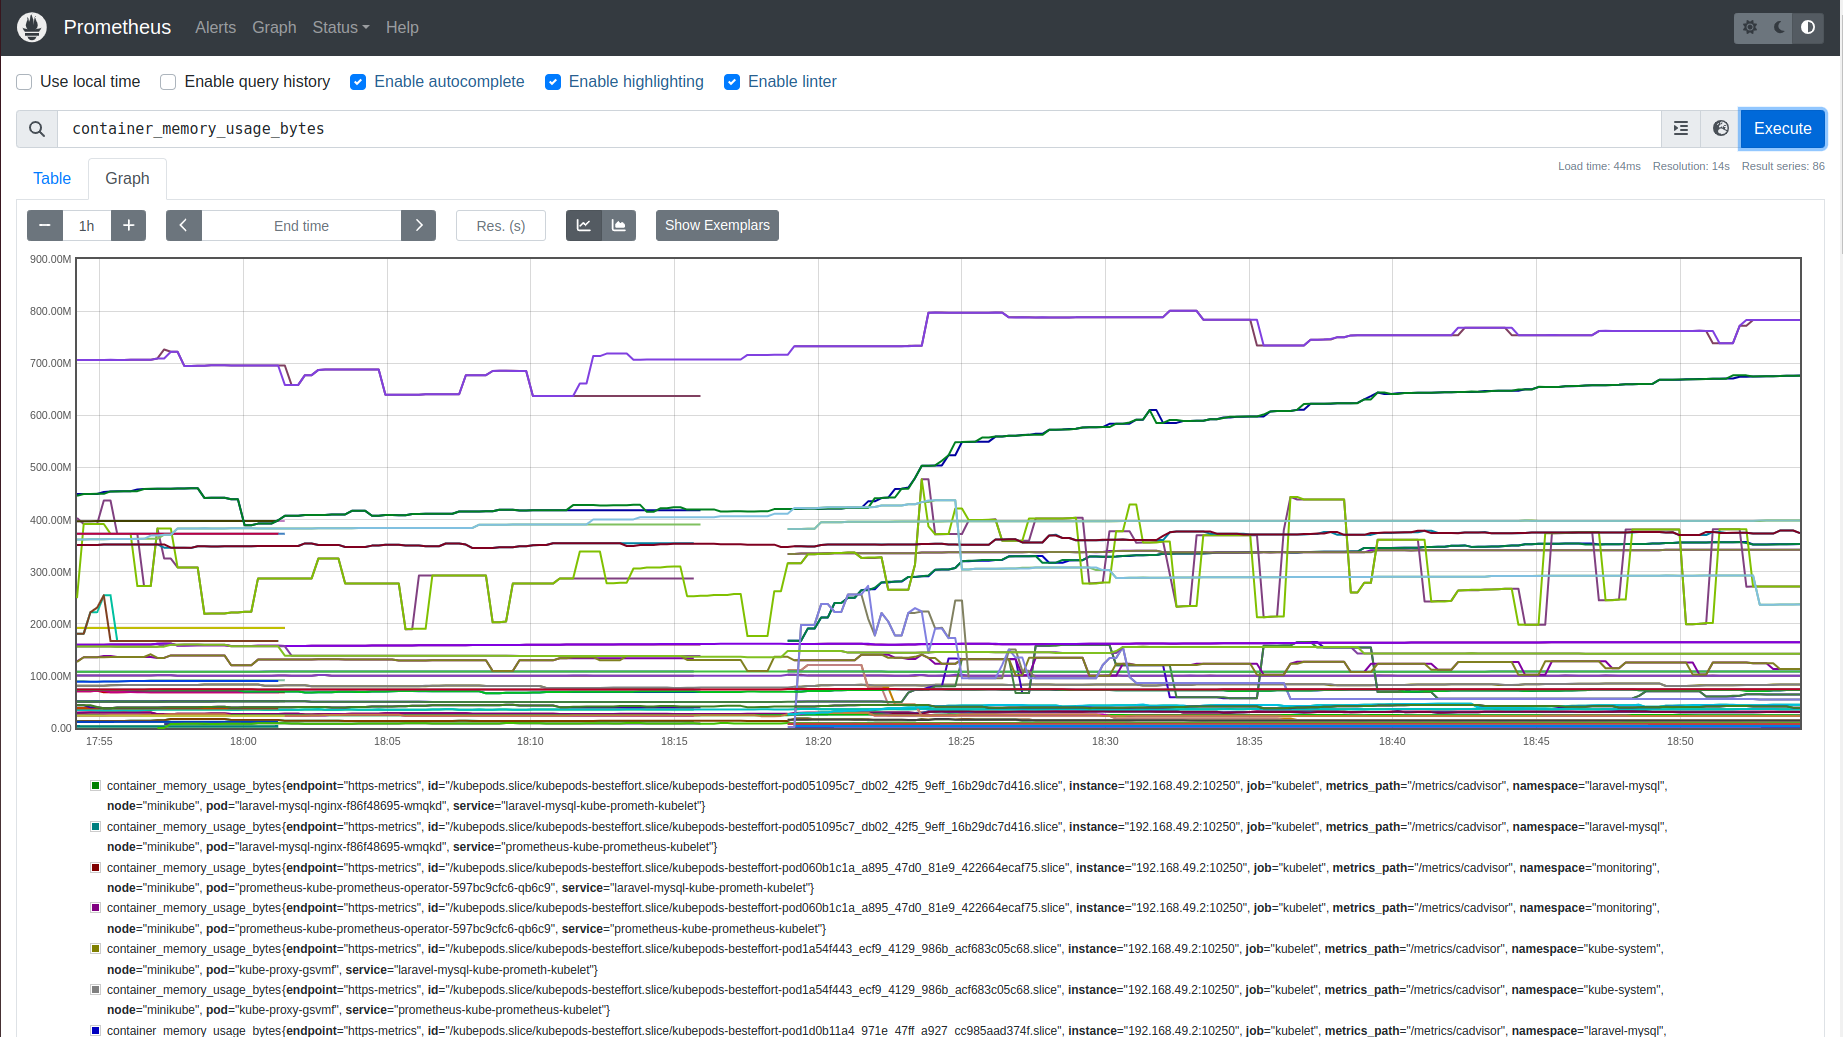 Prometheus Alerts Graph Status Help
Use local time Enable query history Enable autocomplete Enable highlighting Enable linter
container_memory_usage_bytes Execute
Load time: 44ms Resolution: 14s Result series: 86
Table Graph
1h End time Res. (s) Show Exemplars
900.00M
800.00M
700.00M
600.00M
500.00M
400.00M
300.00M
200.00M
100.00M
0.00
17:55 18:00 18:05 18:10 18:15 18:20 18:25 18:30 18:35 18:40 18:45 18:50
container_memory_usage_bytes{endpoint="https-metrics", id="/kubepods.slice/kubepods-besteffort.slice/kubepods-besteffort-pod051095c7_db02_42f5_9eff_16b29dc7d416.slice", instance="192.168.49.2:10250", job="kubelet", metrics_path="/metrics/cadvisor", namespace="laravel-mysql",
node="minikube", pod="laravel-mysql-nginx-f86f48695-wmqkd", service="laravel-mysql-kube-prometh-kubelet"}
container_memory_usage_bytes{endpoint="https-metrics", id="/kubepods.slice/kubepods-besteffort.slice/kubepods-besteffort-pod051095c7_db02_42f5_9eff_16b29dc7d416.slice", instance="192.168.49.2:10250", job="kubelet", metrics_path="/metrics/cadvisor", namespace="laravel-mysql",
node="minikube", pod="laravel-mysql-nginx-f86f48695-wmqkd", service="prometheus-kube-prometheus-kubelet"}
container_memory_usage_bytes{endpoint="https-metrics", id="/kubepods.slice/kubepods-besteffort.slice/kubepods-besteffort-pod060b1c1a_a895_47d0_81e9_422664ecaf75.slice", instance="192.168.49.2:10250", job="kubelet", metrics_path="/metrics/cadvisor", namespace="monitoring",
node="minikube", pod="prometheus-kube-prometheus-operator-597bc9cfc6-qb6c9", service="laravel-mysql-kube-prometh-kubelet"}
container_memory_usage_bytes{endpoint="https-metrics", id="/kubepods.slice/kubepods-besteffort.slice/kubepods-besteffort-pod060b1c1a_a895_47d0_81e9_422664ecaf75.slice", instance="192.168.49.2:10250", job="kubelet", metrics_path="/metrics/cadvisor", namespace="monitoring",
node="minikube", pod="prometheus-kube-prometheus-operator-597bc9cfc6-qb6c9", service="prometheus-kube-prometheus-kubelet"}
container_memory_usage_bytes{endpoint="https-metrics", id="/kubepods.slice/kubepods-besteffort.slice/kubepods-besteffort-pod1a54f443_ecf9_4129_986b_acf683c05c68.slice", instance="192.168.49.2:10250", job="kubelet", metrics_path="/metrics/cadvisor", namespace="kube-system",
node="minikube", pod="kube-proxy-gsvmf", service="laravel-mysql-kube-prometh-kubelet"}
container_memory_usage_bytes{endpoint="https-metrics", id="/kubepods.slice/kubepods-besteffort.slice/kubepods-besteffort-pod1a54f443_ecf9_4129_986b_acf683c05c68.slice", instance="192.168.49.2:10250", job="kubelet", metrics_path="/metrics/cadvisor", namespace="kube-system",
node="minikube", pod="kube-proxy-gsvmf", service="prometheus-kube-prometheus-kubelet"}
container_memory_usage_bytes{endpoint="https-metrics", id="/kubepods.slice/kubepods-besteffort.slice/kubepods-besteffort-pod1d0b11a4_971e_47ff_a927_cc985aad374f.slice", instance="192.168.49.2:10250", job="kubelet", metrics_path="/metrics/cadvisor", namespace="laravel-mysql",